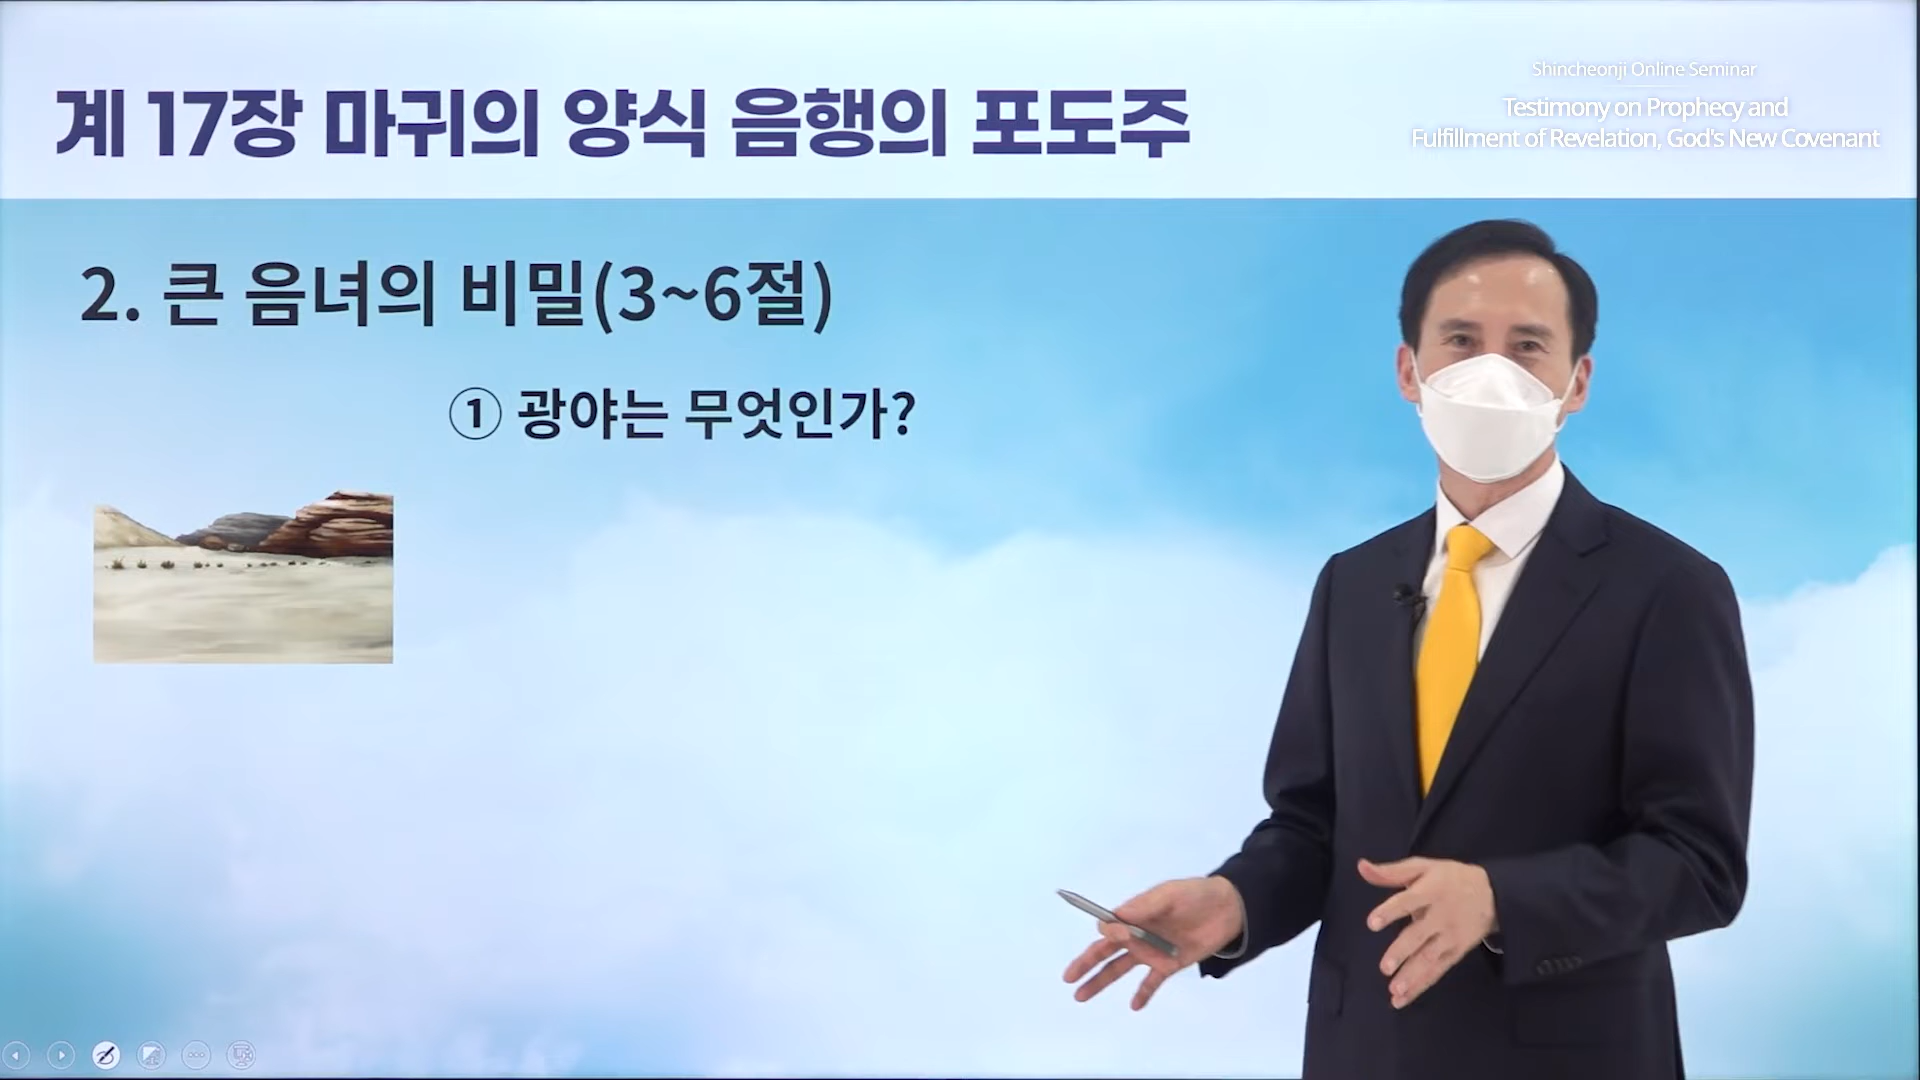 계 17장 마귀의 양식 음행의 포도주
Shincheonji Online Seminar
Testimony on Prophecy and
Fulfillment of Revelation, God's New Covenant
2. 큰 음녀의 비밀(3~6절)
① 광야는 무엇인가?